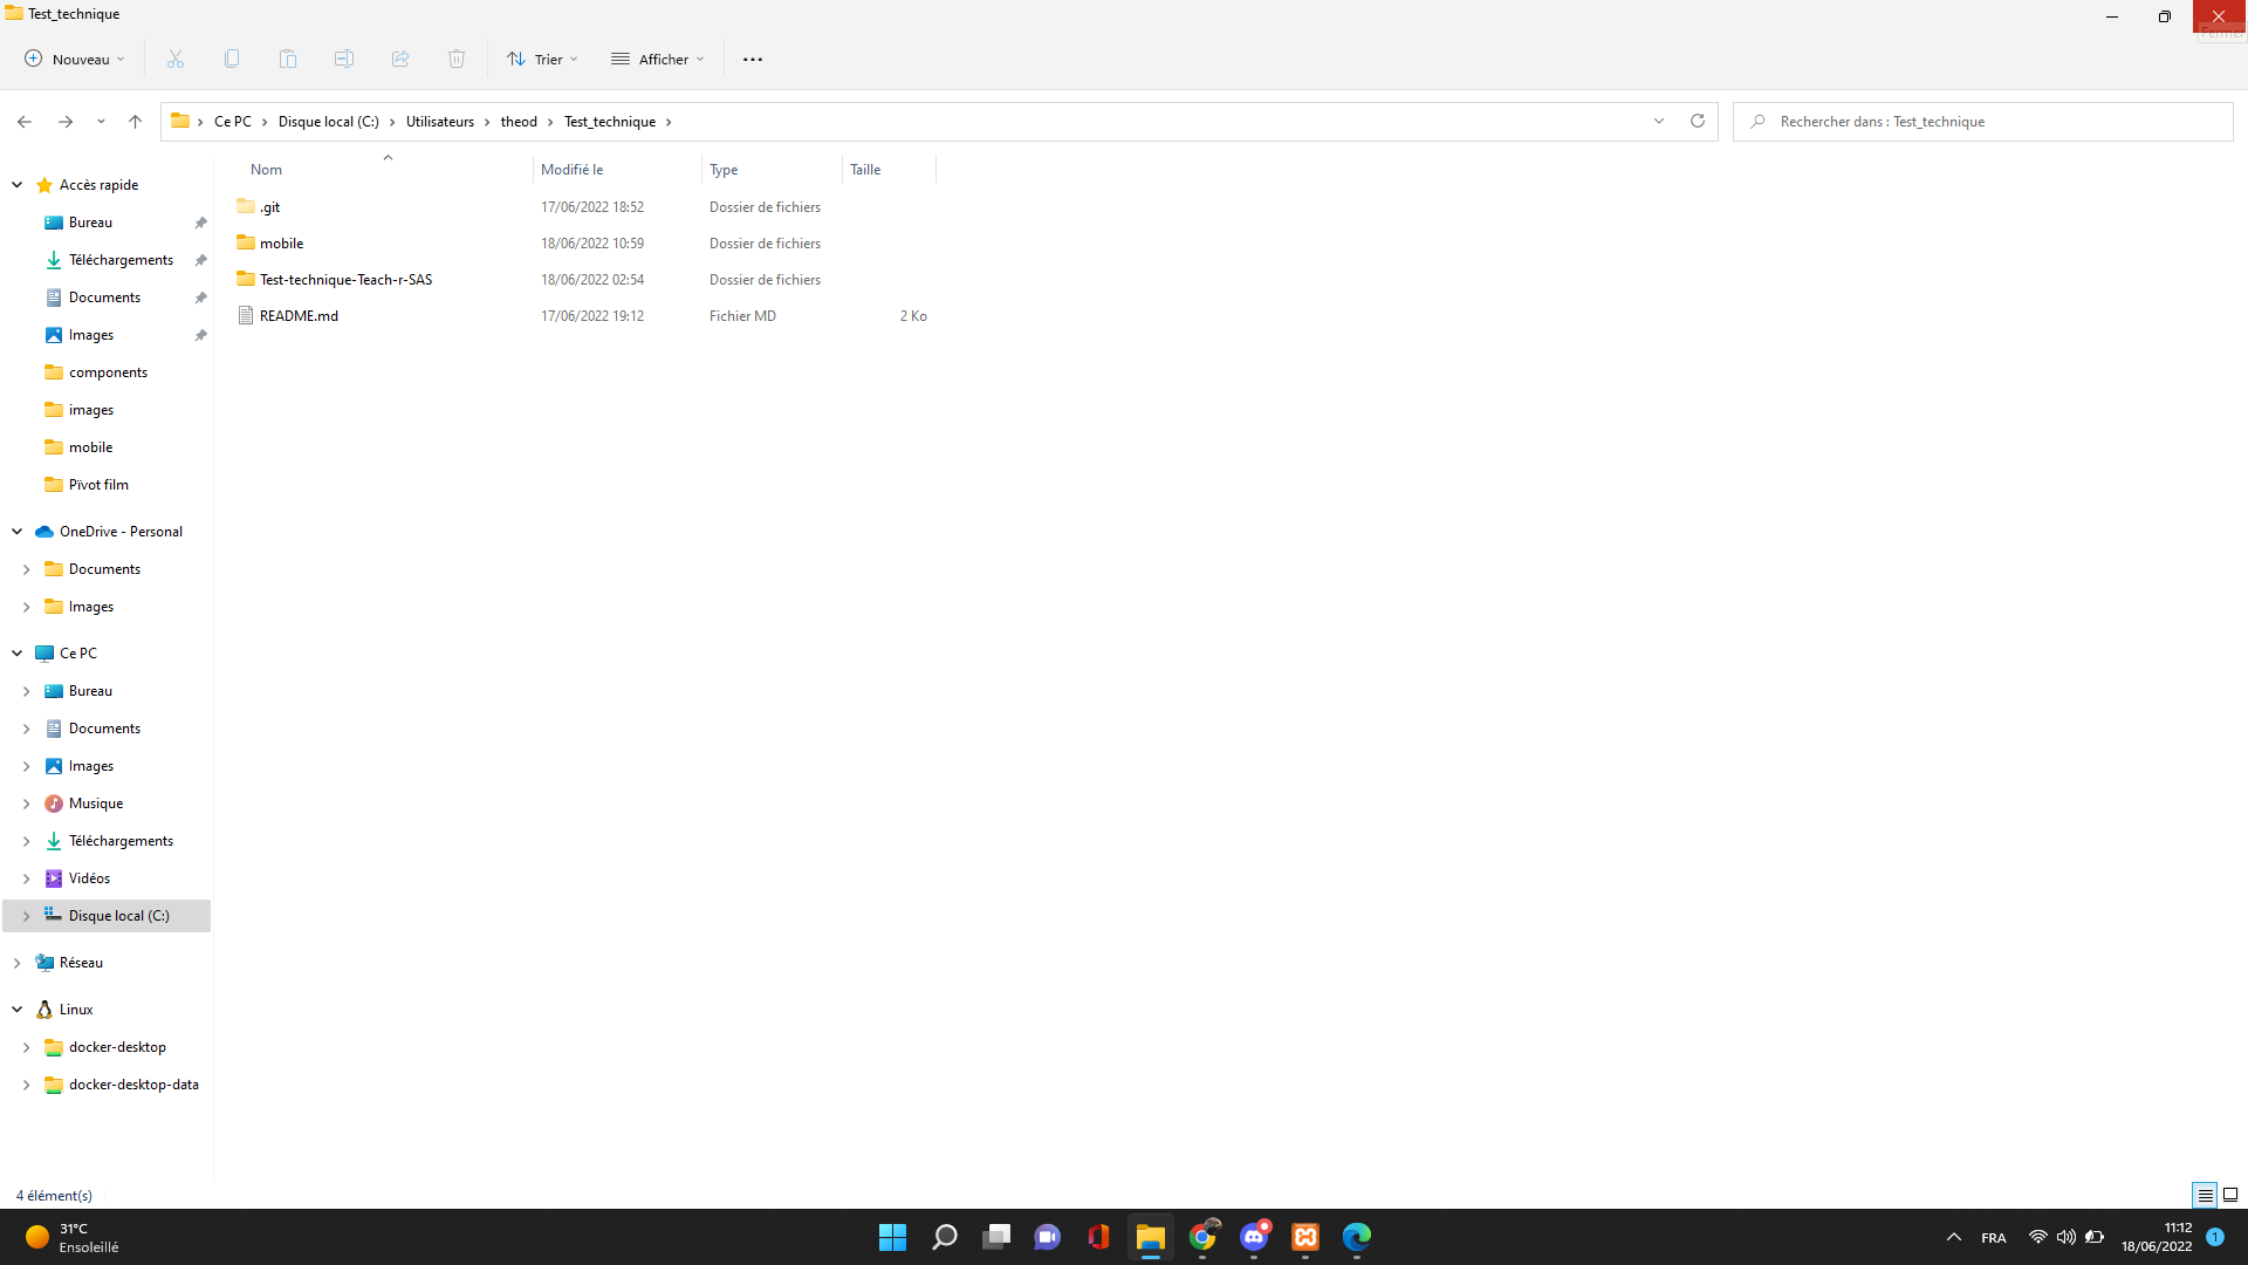 Test_technique
Fermer
Nouveau
Trier
Afficher
Ce PC > Disque local (C:) > Utilisateurs > theod > Test_technique >
Rechercher dans : Test_technique
Nom Modifié le Type Taille
.git 17/06/2022 18:52 Dossier de fichiers
mobile 18/06/2022 10:59 Dossier de fichiers
Test-technique-Teach-r-SAS 18/06/2022 02:54 Dossier de fichiers
README.md 17/06/2022 19:12 Fichier MD 2 Ko
Accès rapide
Bureau
Téléchargements
Documents
Images
components
images
mobile
Pïvot film
OneDrive - Personal
Documents
Images
Ce PC
Bureau
Documents
Images
Musique
Téléchargements
Vidéos
Disque local (C:)
Réseau
Linux
docker-desktop
docker-desktop-data
4 élément(s)
31°C
Ensoleillé
FRA
11:12
18/06/2022
1